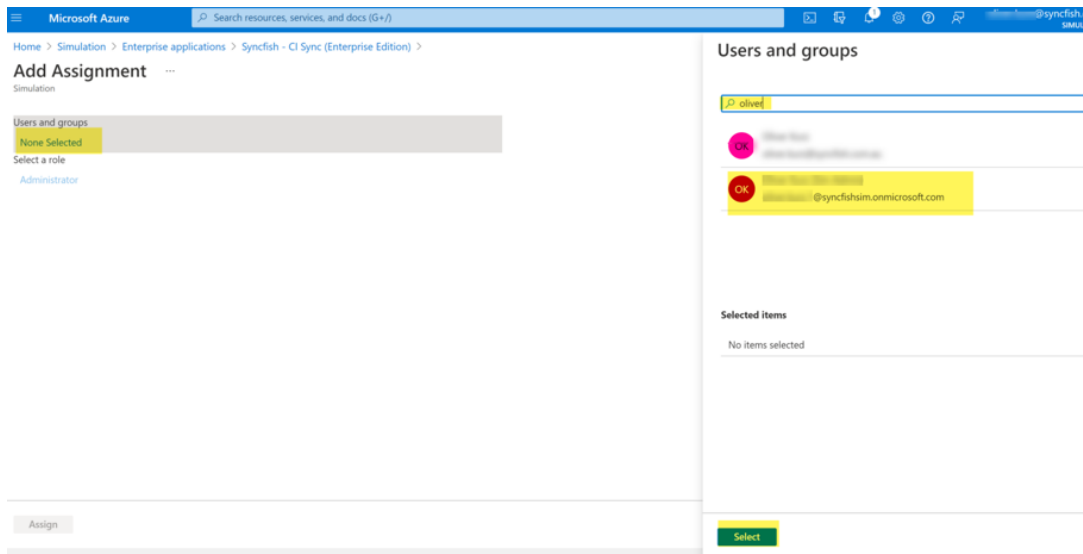 Microsoft Azure
Search resources, services, and docs (G+/)
1
@syncfish.
SIMUL
Home > Simulation > Enterprise applications > Syncfish - CI Sync (Enterprise Edition) >
Add Assignment ...
Simulation
Users and groups
None Selected
Select a role
Administrator
Assign
Users and groups
oliver
OK
OK
@syncfishsim.onmicrosoft.com
Selected items
No items selected
Select